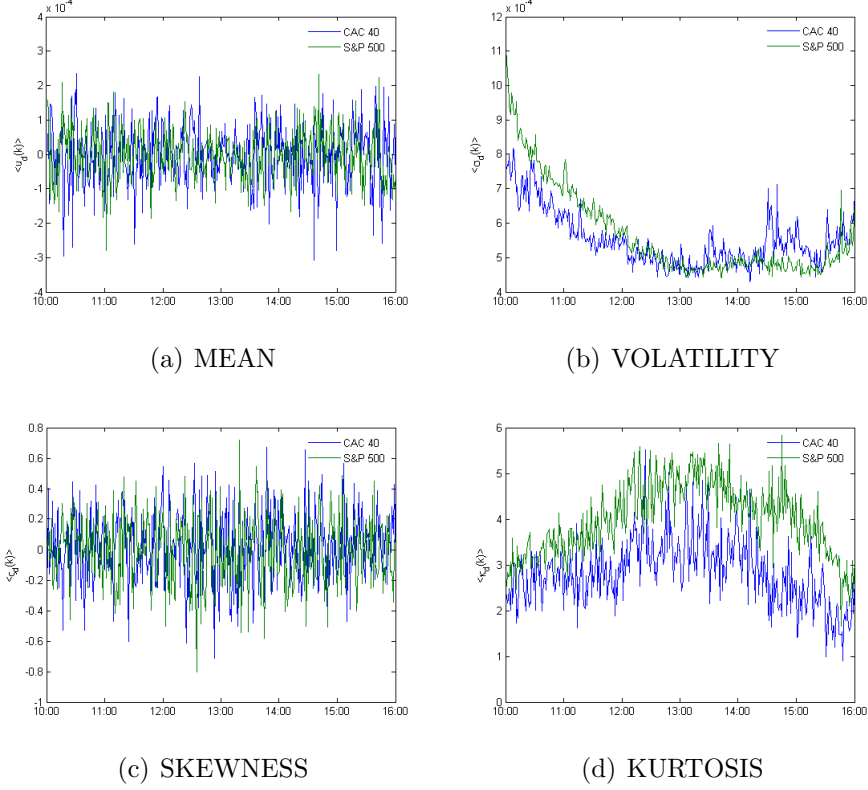 x 10⁻⁴
4
3
2
1
0
-1
-2
-3
-4
<u_d(k)>
CAC 40
S&P 500
10:00 11:00 12:00 13:00 14:00 15:00 16:00
(a) MEAN
x 10⁻⁴
12
11
10
9
8
7
6
5
4
<σ_d(k)>
CAC 40
S&P 500
10:00 11:00 12:00 13:00 14:00 15:00 16:00
(b) VOLATILITY
0.8
0.6
0.4
0.2
0
-0.2
-0.4
-0.6
-0.8
-1
<ζ_d(k)>
CAC 40
S&P 500
10:00 11:00 12:00 13:00 14:00 15:00 16:00
(c) SKEWNESS
6
5
4
3
2
1
0
<κ_d(k)>
CAC 40
S&P 500
10:00 11:00 12:00 13:00 14:00 15:00 16:00
(d) KURTOSIS